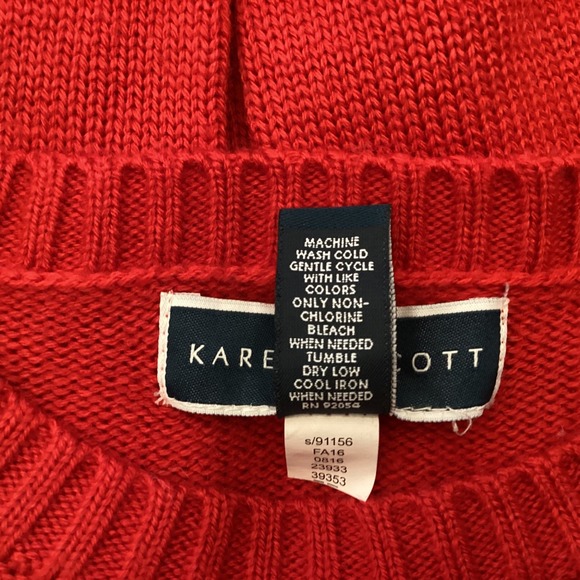 MACHINE
WASH COLD
GENTLE CYCLE
WITH LIKE
COLORS
ONLY NON-
CHLORINE
BLEACH
WHEN NEEDED
TUMBLE
DRY LOW
COOL IRON
WHEN NEEDED
RN 92054
KARE OTT
s/91156
FA16
0816
23933
39353